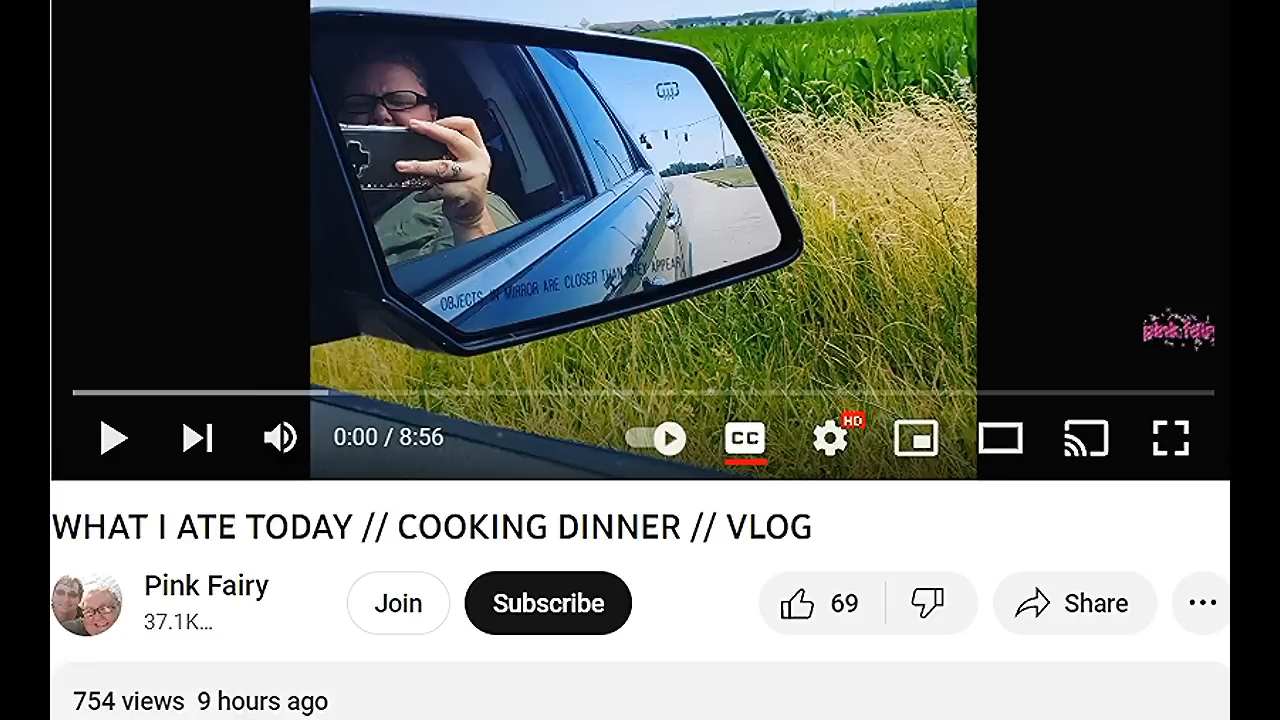 OBJECTS IN MIRROR ARE CLOSER THAN THEY APPEAR
pink fairy
HD
0:00 / 8:56
CC
WHAT I ATE TODAY // COOKING DINNER // VLOG
Pink Fairy
37.1K...
Join
Subscribe
69
Share
...
754 views 9 hours ago